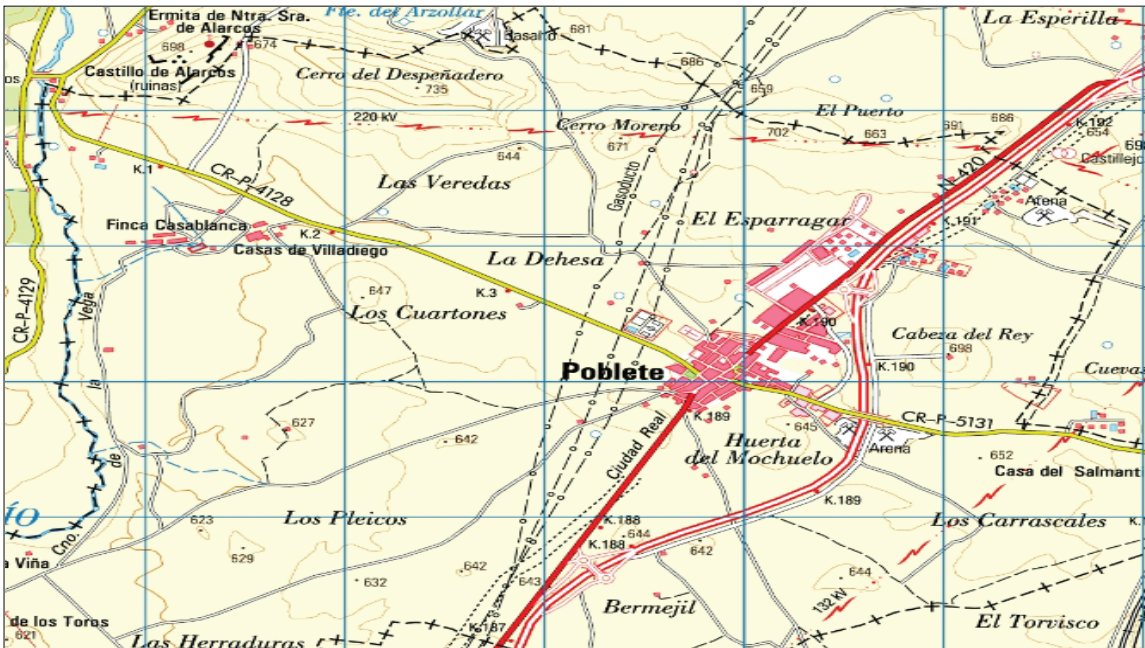 Ermita de Ntra. Sra.
de Alarcos
Fte. del Arzollar
681
La Esperilla
698
674
Basalto
Castillo de Alarcos
(ruinas)
Cerro del Despeñadero
735
686
659
El Puerto
220 kV
Cerro Moreno
671
702
663
691
686
K.192
654
Castillejo
644
K.1
CR-P-4128
Las Veredas
Gasoducto
N-420
Arena
El Esparragar
K.191
Finca Casablanca
K.2
Casas de Villadiego
La Dehesa
CR-P-4129
Vega
la
de
Cno.
647
K.3
Los Cuartones
K.190
Cabeza del Rey
698
K.190
Cuevas
Poblete
K.189
CR-P-5131
627
642
Ciudad Real
645
Huerta
del Mochuelo
Arena
652
Casa del Salmant
K.189
623
Los Pleicos
K.188
644
K.188
642
Los Carrascales
K.
ÍO
a Viña
629
632
642
643
644
132 kV
Bermejil
de los Toros
621
Las Herraduras
K.187
El Torvisco